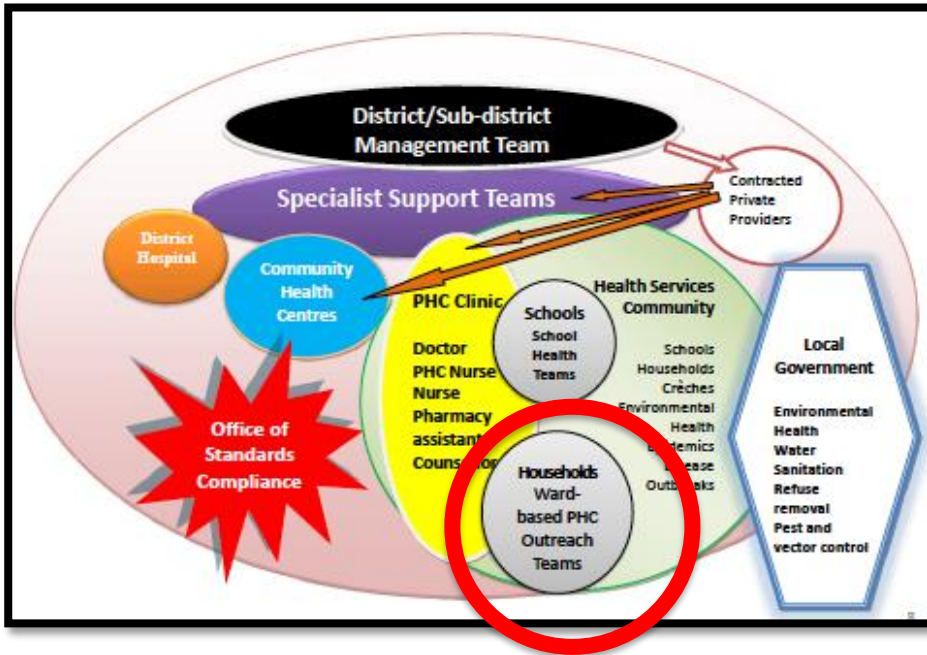 District/Sub-district
Management Team
Specialist Support Teams
Contracted
Private
Providers
District
Hospital
Community
Health
Centres
PHC Clinic
Doctor
PHC Nurse
Nurse
Pharmacy
assistant
Schools
School
Health
Teams
Health Services
Community
Schools
Households
Crèches
Environmental
Health
Disease
Outbreaks
Local
Government
Environmental
Health
Water
Sanitation
Refuse
removal
Pest and
vector control
Office of
Standards
Compliance
Households
Ward-
based PHC
Outreach
Teams